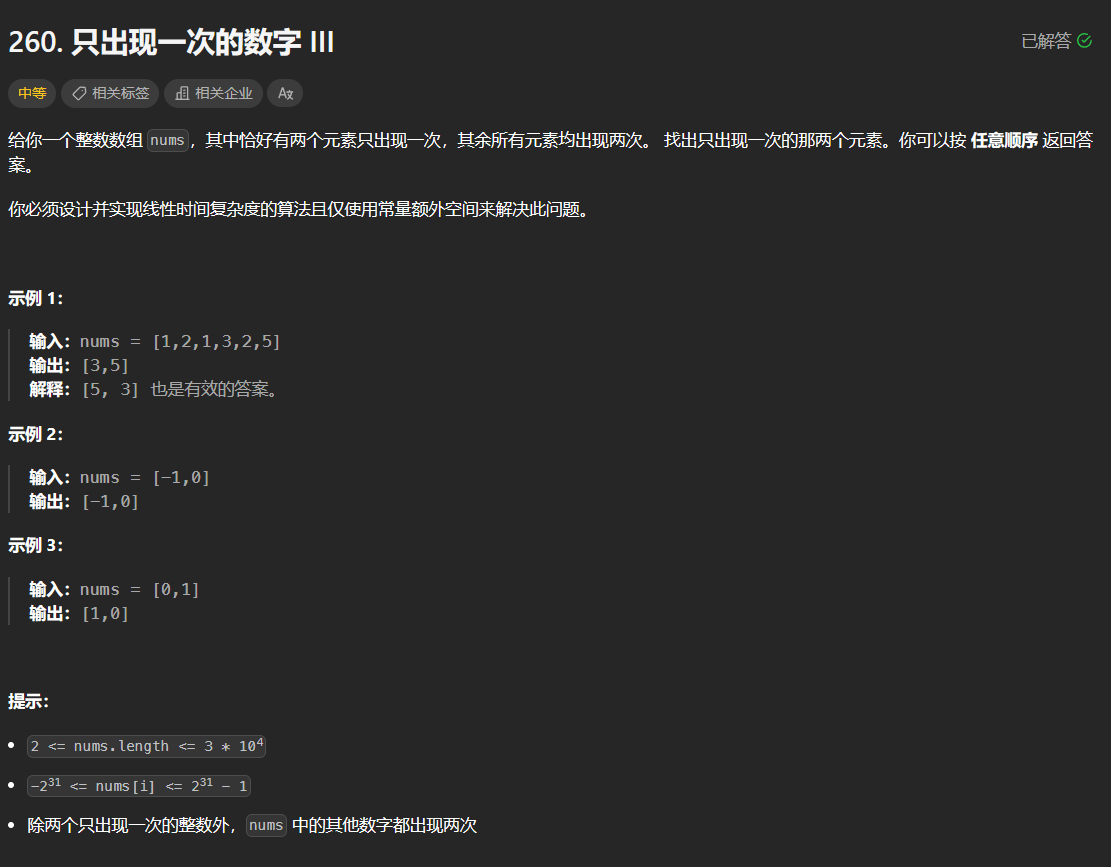 260. 只出现一次的数字 III
已解答
中等 相关标签 相关企业 Aχ
给你一个整数数组 nums，其中恰好有两个元素只出现一次，其余所有元素均出现两次。 找出只出现一次的那两个元素。你可以按 任意顺序 返回答
案。
你必须设计并实现线性时间复杂度的算法且仅使用常量额外空间来解决此问题。
示例 1：
输入：nums = [1,2,1,3,2,5]
输出：[3,5]
解释：[5, 3] 也是有效的答案。
示例 2：
输入：nums = [-1,0]
输出：[-1,0]
示例 3：
输入：nums = [0,1]
输出：[1,0]
提示：
• 2 <= nums.length <= 3 * 10⁴
• -2³¹ <= nums[i] <= 2³¹ - 1
• 除两个只出现一次的整数外，nums 中的其他数字都出现两次